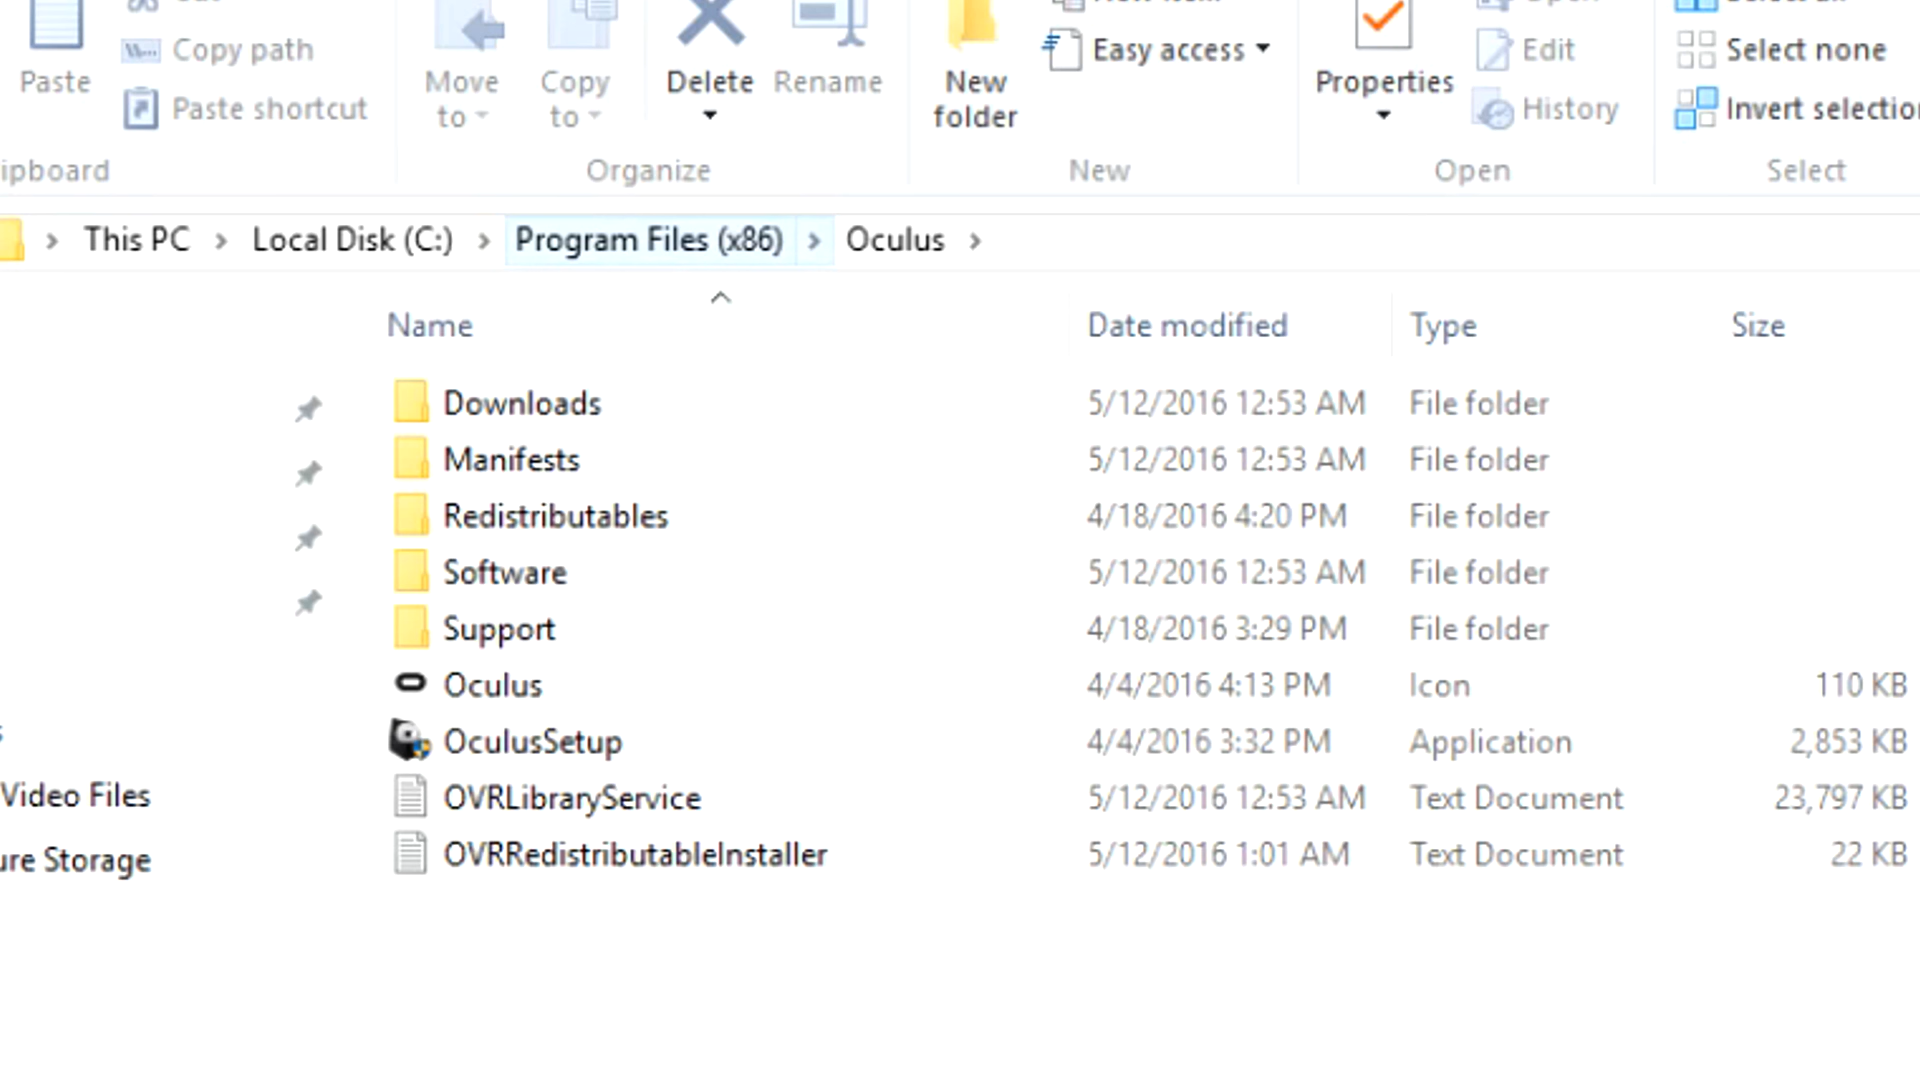 Copy path
Paste
Paste shortcut
Move to
Copy to
Delete
Rename
New folder
Easy access
Properties
Edit
History
Select none
Organize
New
Open
Select
This PC > Local Disk (C:) > Program Files (x86) > Oculus >
Name Date modified Type Size
Downloads 5/12/2016 12:53 AM File folder
Manifests 5/12/2016 12:53 AM File folder
Redistributables 4/18/2016 4:20 PM File folder
Software 5/12/2016 12:53 AM File folder
Support 4/18/2016 3:29 PM File folder
Oculus 4/4/2016 4:13 PM Icon 110 KB
OculusSetup 4/4/2016 3:32 PM Application 2,853 KB
Video Files
OVRLibraryService 5/12/2016 12:53 AM Text Document 23,797 KB
ure Storage
OVRRedistributableInstaller 5/12/2016 1:01 AM Text Document 22 KB